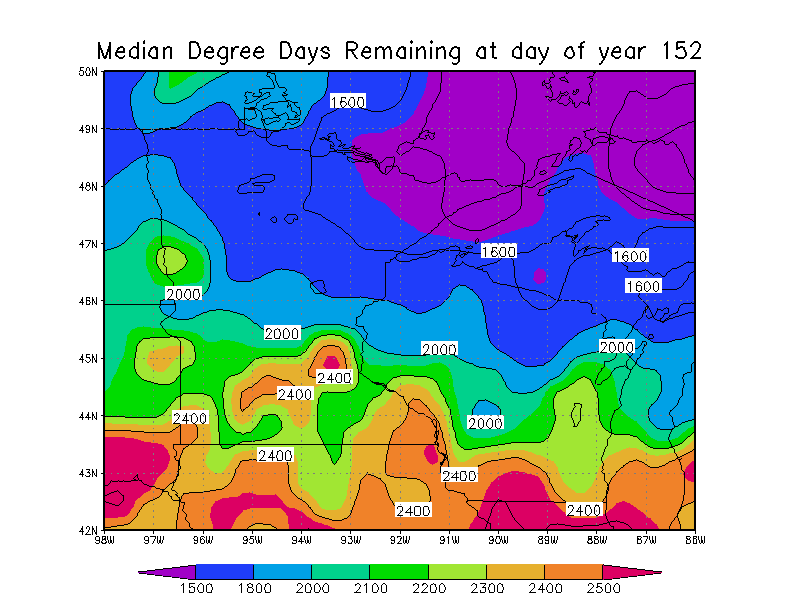 Median Degree Days Remaining at day of year 152
50N
1600
49N
48N
47N
1600
1600
1600
2000
46N
2000
2000
2000
45N
2400
2400
2400
44N
2000
2400
2400
43N
2400
2400
42N
98W 97W 96W 95W 94W 93W 92W 91W 90W 89W 88W 87W 86W
1500 1800 2000 2100 2200 2300 2400 2500